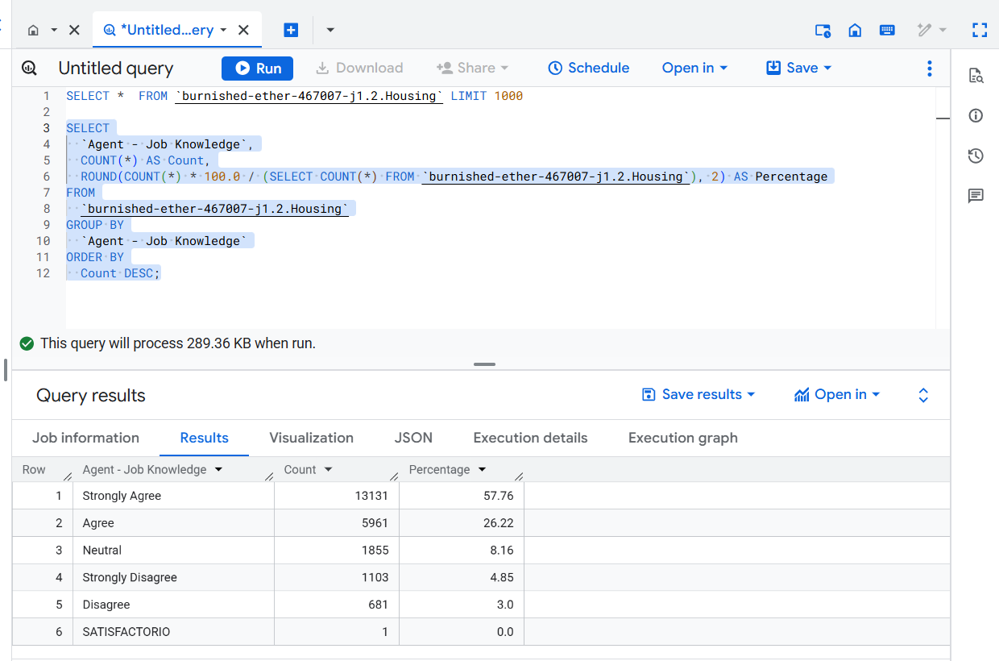 *Untitled...ery
Untitled query Run Download Share Schedule Open in Save
1 SELECT * FROM `burnished-ether-467007-j1.2.Housing` LIMIT 1000
2
3 SELECT
4 `Agent - Job Knowledge`,
5 COUNT(*) AS Count,
6 ROUND(COUNT(*) * 100.0 / (SELECT COUNT(*) FROM `burnished-ether-467007-j1.2.Housing`), 2) AS Percentage
7 FROM
8 `burnished-ether-467007-j1.2.Housing`
9 GROUP BY
10 `Agent - Job Knowledge`
11 ORDER BY
12 Count DESC;
This query will process 289.36 KB when run.
Query results Save results Open in
Job information Results Visualization JSON Execution details Execution graph
Row Agent - Job Knowledge Count Percentage
1 Strongly Agree 13131 57.76
2 Agree 5961 26.22
3 Neutral 1855 8.16
4 Strongly Disagree 1103 4.85
5 Disagree 681 3.0
6 SATISFACTORIO 1 0.0